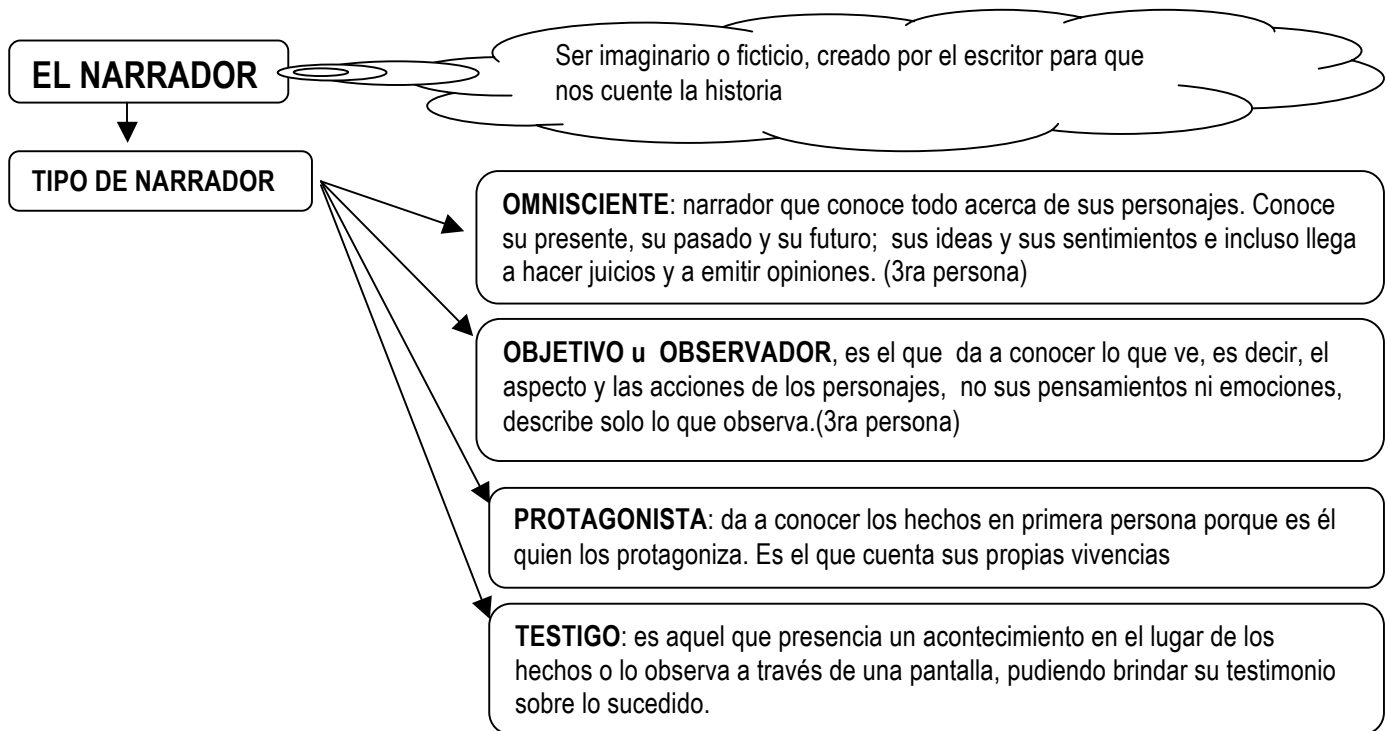 EL NARRADOR
Ser imaginario o ficticio, creado por el escritor para que
nos cuente la historia
TIPO DE NARRADOR
OMNISCIENTE: narrador que conoce todo acerca de sus personajes. Conoce
su presente, su pasado y su futuro; sus ideas y sus sentimientos e incluso llega
a hacer juicios y a emitir opiniones. (3ra persona)
OBJETIVO u OBSERVADOR, es el que da a conocer lo que ve, es decir, el
aspecto y las acciones de los personajes, no sus pensamientos ni emociones,
describe solo lo que observa.(3ra persona)
PROTAGONISTA: da a conocer los hechos en primera persona porque es él
quien los protagoniza. Es el que cuenta sus propias vivencias
TESTIGO: es aquel que presencia un acontecimiento en el lugar de los
hechos o lo observa a través de una pantalla, pudiendo brindar su testimonio
sobre lo sucedido.